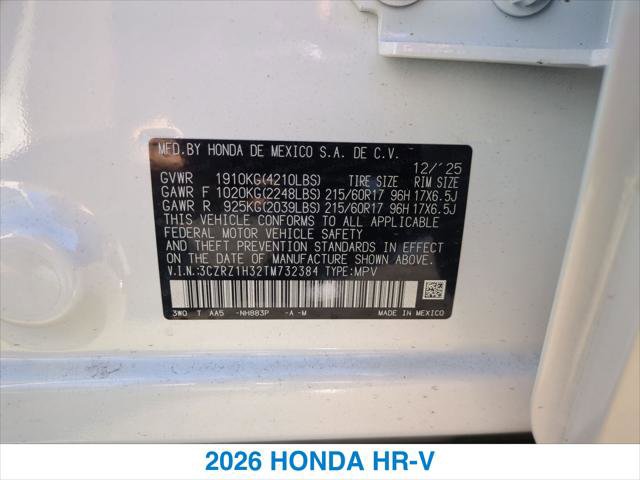 MFD.BY HONDA DE MEXICO S.A. DE C.V.
12/'25
GVWR 1910KG(4210LBS) TIRE SIZE RIM SIZE
GAWR F 1020KG(2248LBS) 215/60R17 96H 17X6.5J
GAWR R 925KG(2039LBS) 215/60R17 96H 17X6.5J
THIS VEHICLE CONFORMS TO ALL APPLICABLE
FEDERAL MOTOR VEHICLE SAFETY
AND THEFT PREVENTION STANDARDS IN EFFECT
ON THE DATE OF MANUFACTURE SHOWN ABOVE.
V.I.N:3CZRZ1H32TM732384 TYPE:MPV
3W0 T AA5 -NH883P -A -M MADE IN MEXICO
2026 HONDA HR-V